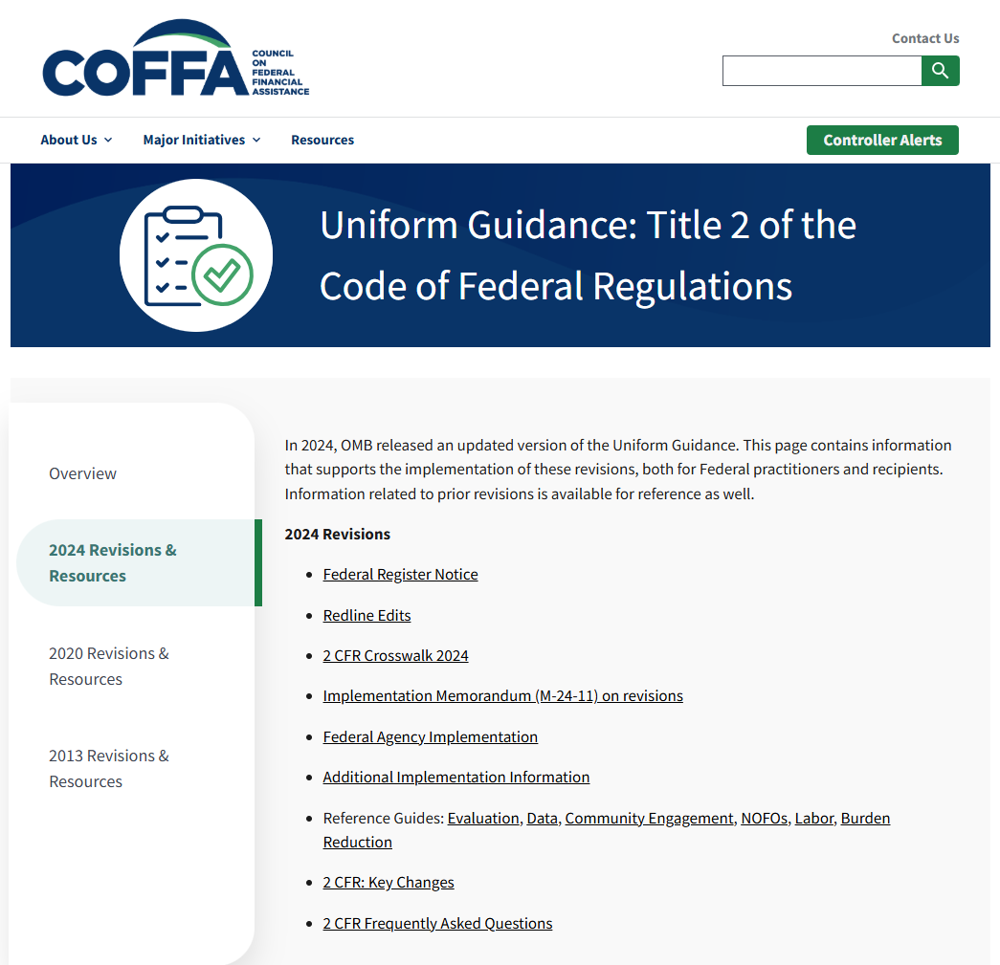 COFFA
COUNCIL
ON
FEDERAL
FINANCIAL
ASSISTANCE
Contact Us
About Us
Major Initiatives
Resources
Controller Alerts
Uniform Guidance: Title 2 of the
Code of Federal Regulations
Overview
2024 Revisions &
Resources
2020 Revisions &
Resources
2013 Revisions &
Resources
In 2024, OMB released an updated version of the Uniform Guidance. This page contains information
that supports the implementation of these revisions, both for Federal practitioners and recipients.
Information related to prior revisions is available for reference as well.
2024 Revisions
• Federal Register Notice
• Redline Edits
• 2 CFR Crosswalk 2024
• Implementation Memorandum (M-24-11) on revisions
• Federal Agency Implementation
• Additional Implementation Information
• Reference Guides: Evaluation, Data, Community Engagement, NOFOs, Labor, Burden
Reduction
• 2 CFR: Key Changes
• 2 CFR Frequently Asked Questions